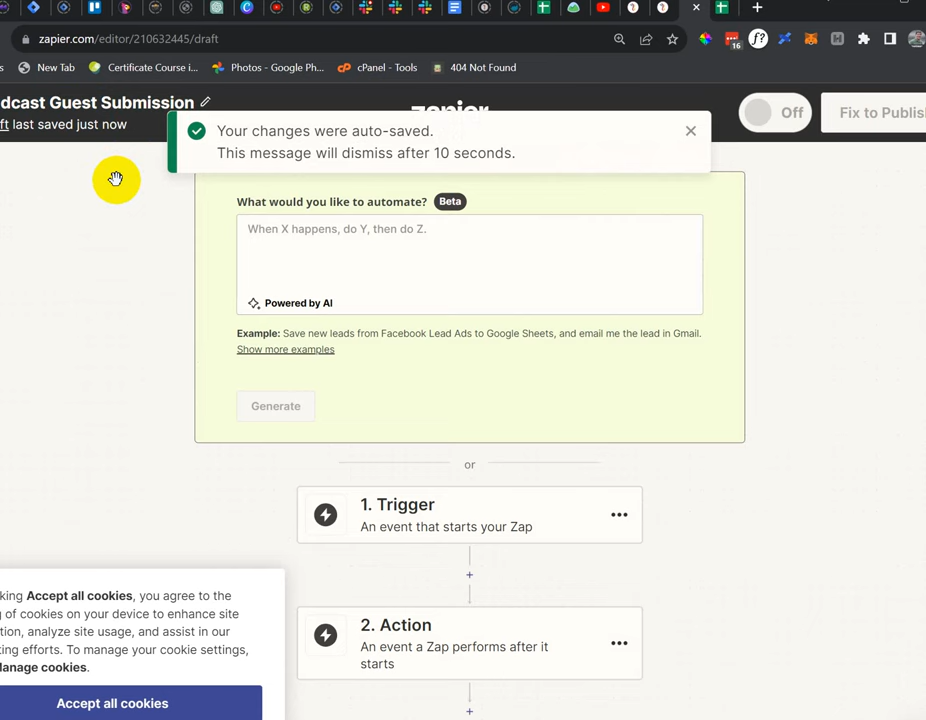 zapier.com/editor/210632445/draft
16
f?
New Tab
Certificate Course i...
Photos - Google Ph...
cPanel - Tools
404 Not Found
dcast Guest Submission
ft last saved just now
zapier
Off
Fix to Publis
Your changes were auto-saved.
This message will dismiss after 10 seconds.
What would you like to automate?
Beta
When X happens, do Y, then do Z.
Powered by AI
Example: Save new leads from Facebook Lead Ads to Google Sheets, and email me the lead in Gmail.
Show more examples
Generate
or
1. Trigger
An event that starts your Zap
2. Action
An event a Zap performs after it
starts
king Accept all cookies, you agree to the
g of cookies on your device to enhance site
tion, analyze site usage, and assist in our
ting efforts. To manage your cookie settings,
anage cookies.
Accept all cookies